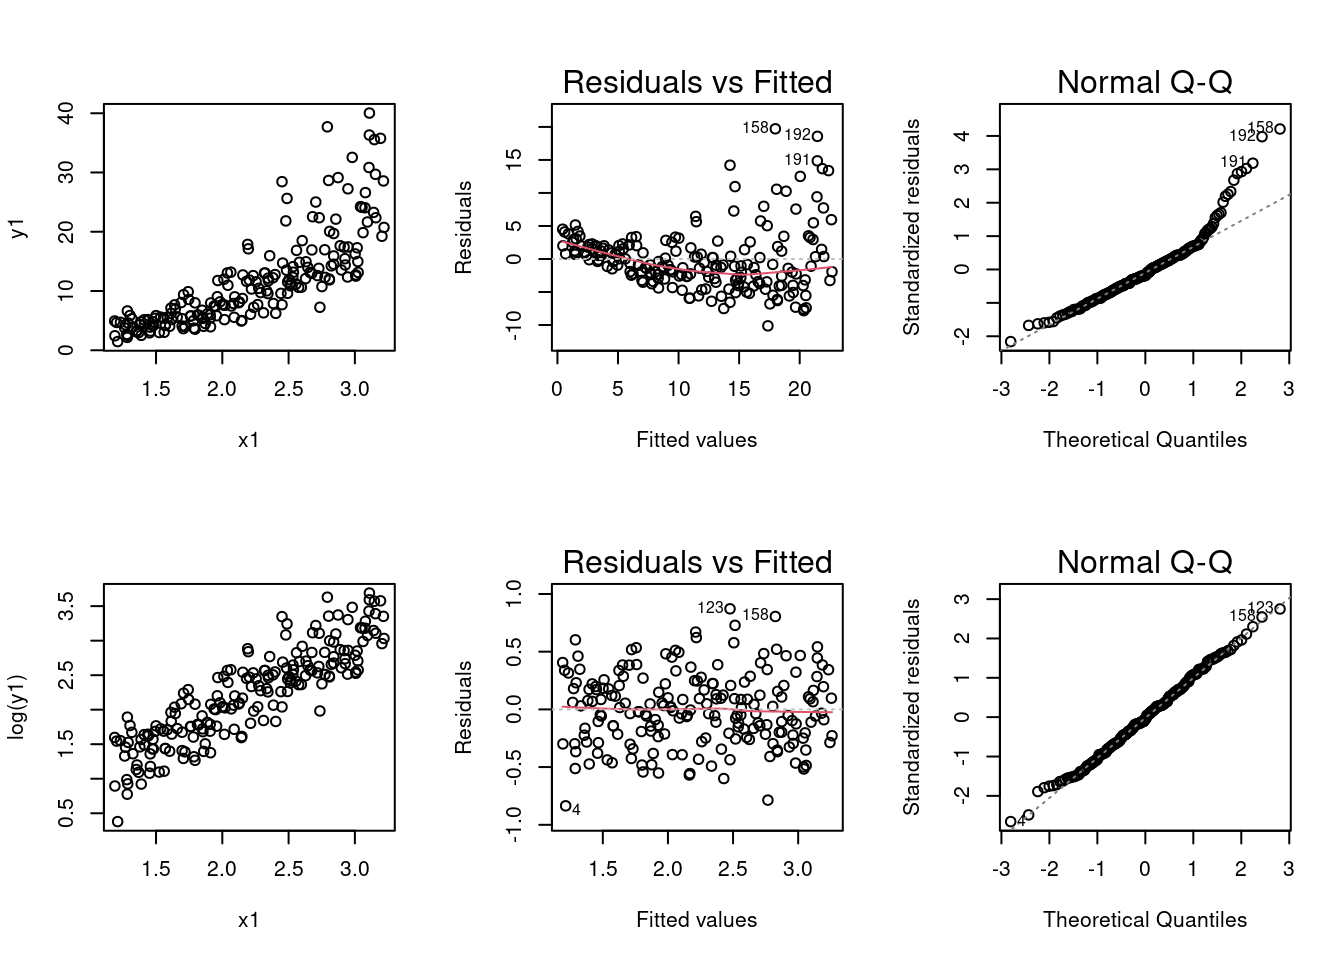 Residuals vs Fitted
Normal Q-Q
y1
0 10 20 30 40
1.5 2.0 2.5 3.0
x1
Residuals
-10 0 5 15
158
192
191
0 5 10 15 20
Fitted values
Standardized residuals
-2 0 1 2 3 4
158
192
191
-3 -2 -1 0 1 2 3
Theoretical Quantiles
Residuals vs Fitted
Normal Q-Q
log(y1)
0.5 1.5 2.5 3.5
1.5 2.0 2.5 3.0
x1
Residuals
-1.0 -0.5 0.0 0.5 1.0
123
158
4
1.5 2.0 2.5 3.0
Fitted values
Standardized residuals
-2 -1 0 1 2 3
123
158
4
-3 -2 -1 0 1 2 3
Theoretical Quantiles